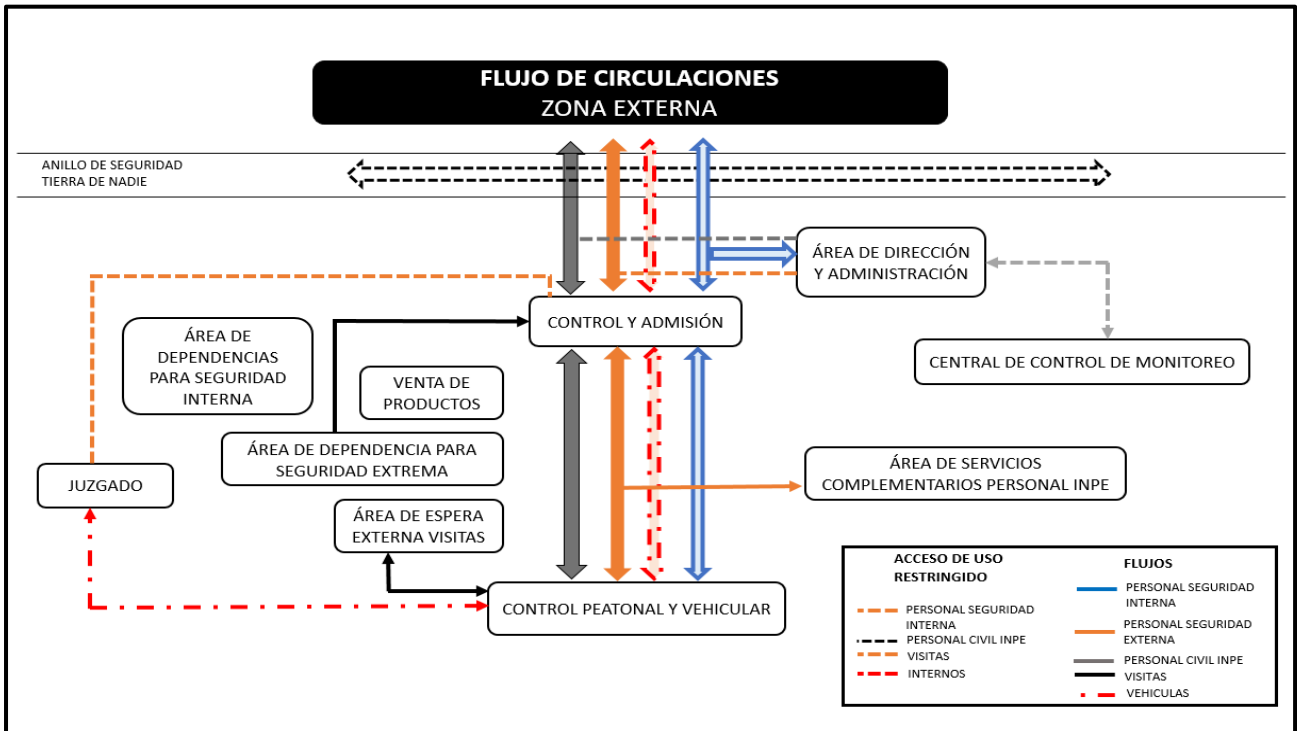 FLUJO DE CIRCULACIONES
ZONA EXTERNA
ANILLO DE SEGURIDAD
TIERRA DE NADIE
ÁREA DE DIRECCIÓN
Y ADMINISTRACIÓN
CONTROL Y ADMISIÓN
ÁREA DE
DEPENDENCIAS
PARA SEGURIDAD
INTERNA
CENTRAL DE CONTROL DE MONITOREO
VENTA DE
PRODUCTOS
ÁREA DE DEPENDENCIA PARA
SEGURIDAD EXTREMA
JUZGADO
ÁREA DE SERVICIOS
COMPLEMENTARIOS PERSONAL INPE
ÁREA DE ESPERA
EXTERNA VISITAS
CONTROL PEATONAL Y VEHICULAR
ACCESO DE USO
RESTRINGIDO
PERSONAL SEGURIDAD
INTERNA
PERSONAL CIVIL INPE
VISITAS
INTERNOS
FLUJOS
PERSONAL SEGURIDAD
INTERNA
PERSONAL SEGURIDAD
EXTERNA
PERSONAL CIVIL INPE
VISITAS
VEHICULAS